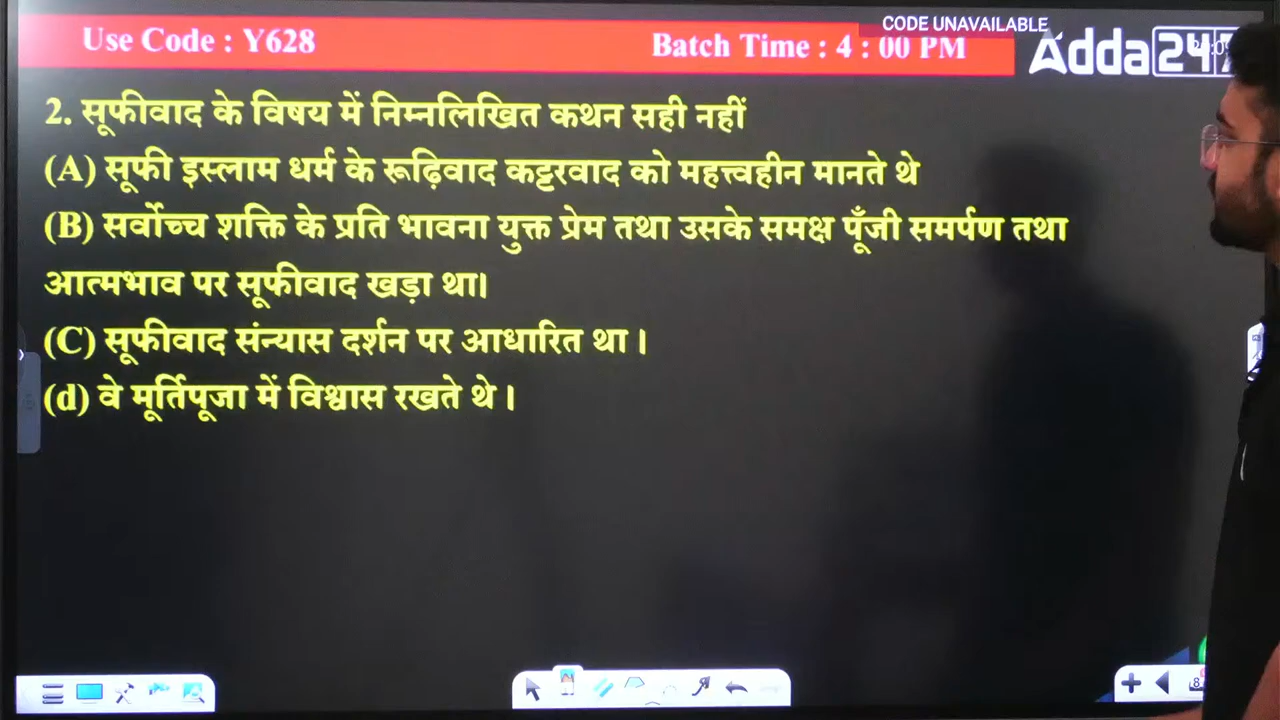 CODE UNAVAILABLE
Use Code : Y628
Batch Time : 4 : 00 PM
Adda 247
2. सूफीवाद के विषय में निम्नलिखित कथन सही नहीं
(A) सूफी इस्लाम धर्म के रूढ़िवाद कट्टरवाद को महत्त्वहीन मानते थे
(B) सर्वोच्च शक्ति के प्रति भावना युक्त प्रेम तथा उसके समक्ष पूँजी समर्पण तथा
आत्मभाव पर सूफीवाद खड़ा था।
(C) सूफीवाद संन्यास दर्शन पर आधारित था ।
(d) वे मूर्तिपूजा में विश्वास रखते थे ।